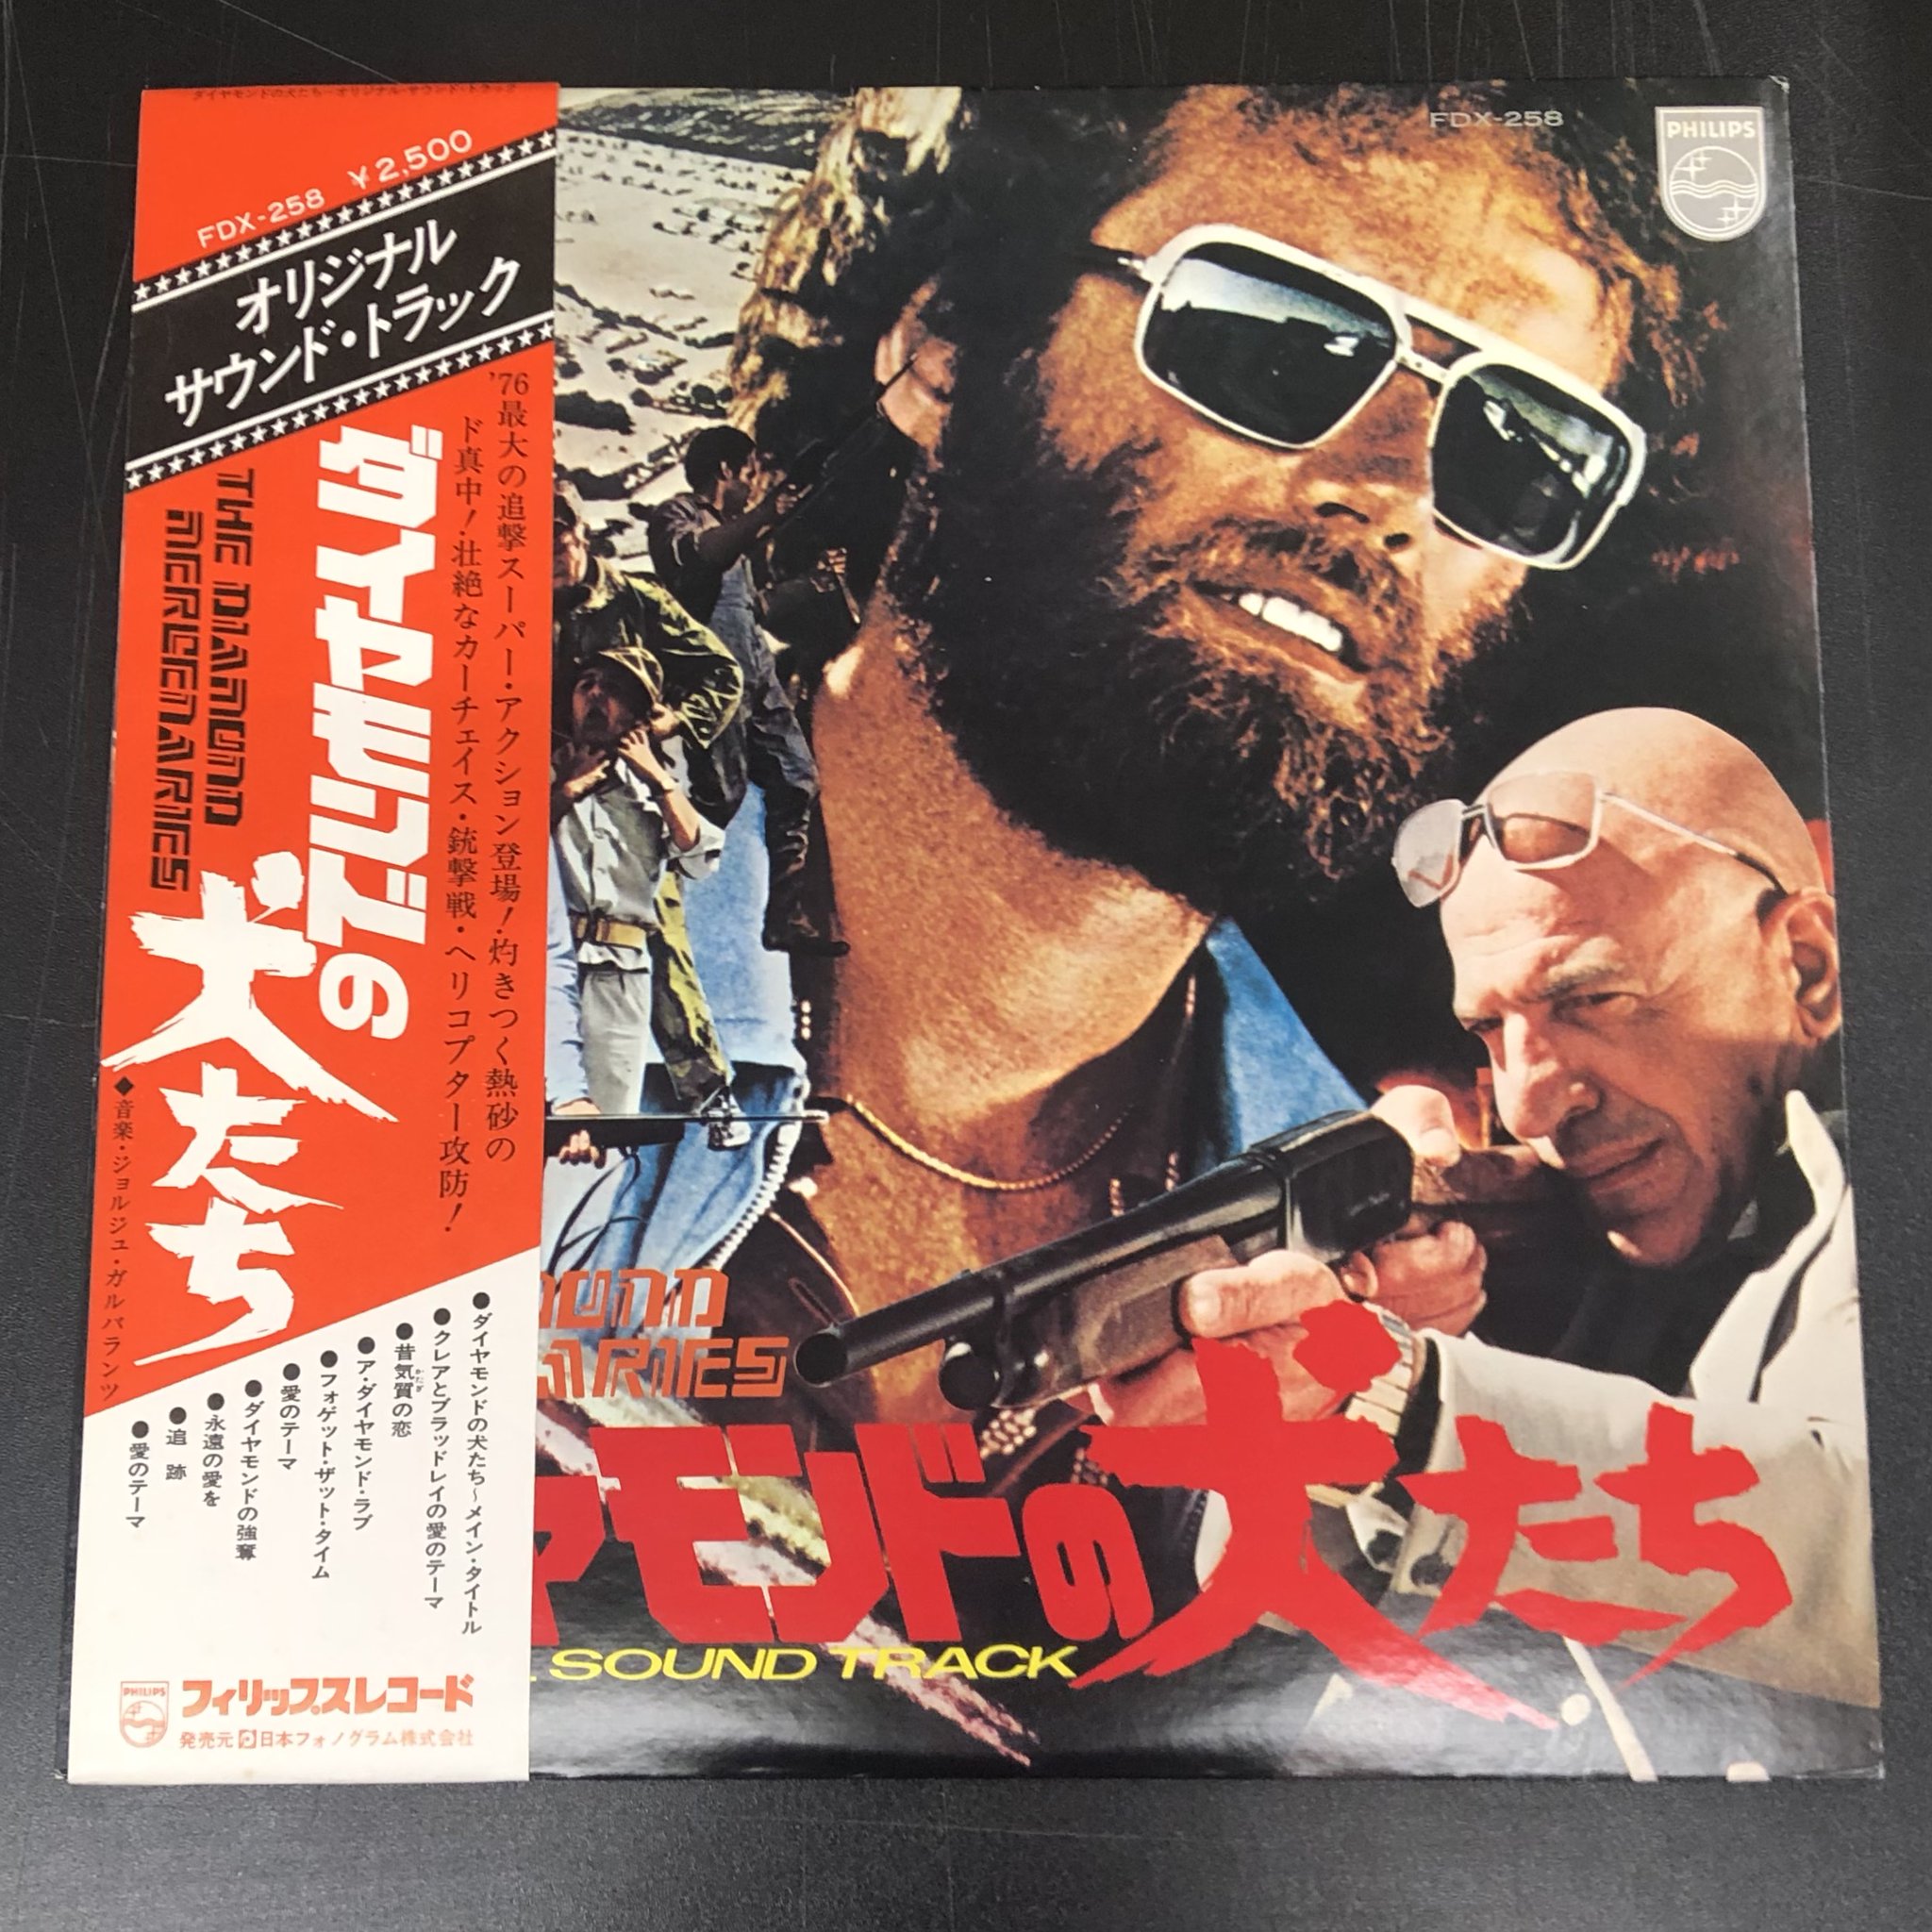 ダイヤモンドの犬たち－オリジナル・サウンド・トラック
FDX-258 ￥2,500
オリジナル
サウンド・トラック
'76最大の追撃スーパー・アクション登場！灼きつく熱砂の
ド真中！壮絶なカーチェイス・銃撃戦・ヘリコプター攻防！
ダイヤモンドの
犬たち
THE DIAMOND
MERCENARIES
◆音楽・ジョルジュ・ガルバランツ
●ダイヤモンドの犬たち～メイン・タイトル
●クレアとブラッドレイの愛のテーマ
●昔気質の恋
かたぎ
●ア・ダイヤモンド・ラブ
●フォゲット・ザット・タイム
●愛のテーマ
●ダイヤモンドの強奪
●永遠の愛を
●追 跡
●愛のテーマ
PHILIPS
フィリップスレコード
発売元 日本フォノグラム株式会社
FDX-258
PHILIPS
OND
ARIES
ヤモンドの犬たち
SOUND TRACK